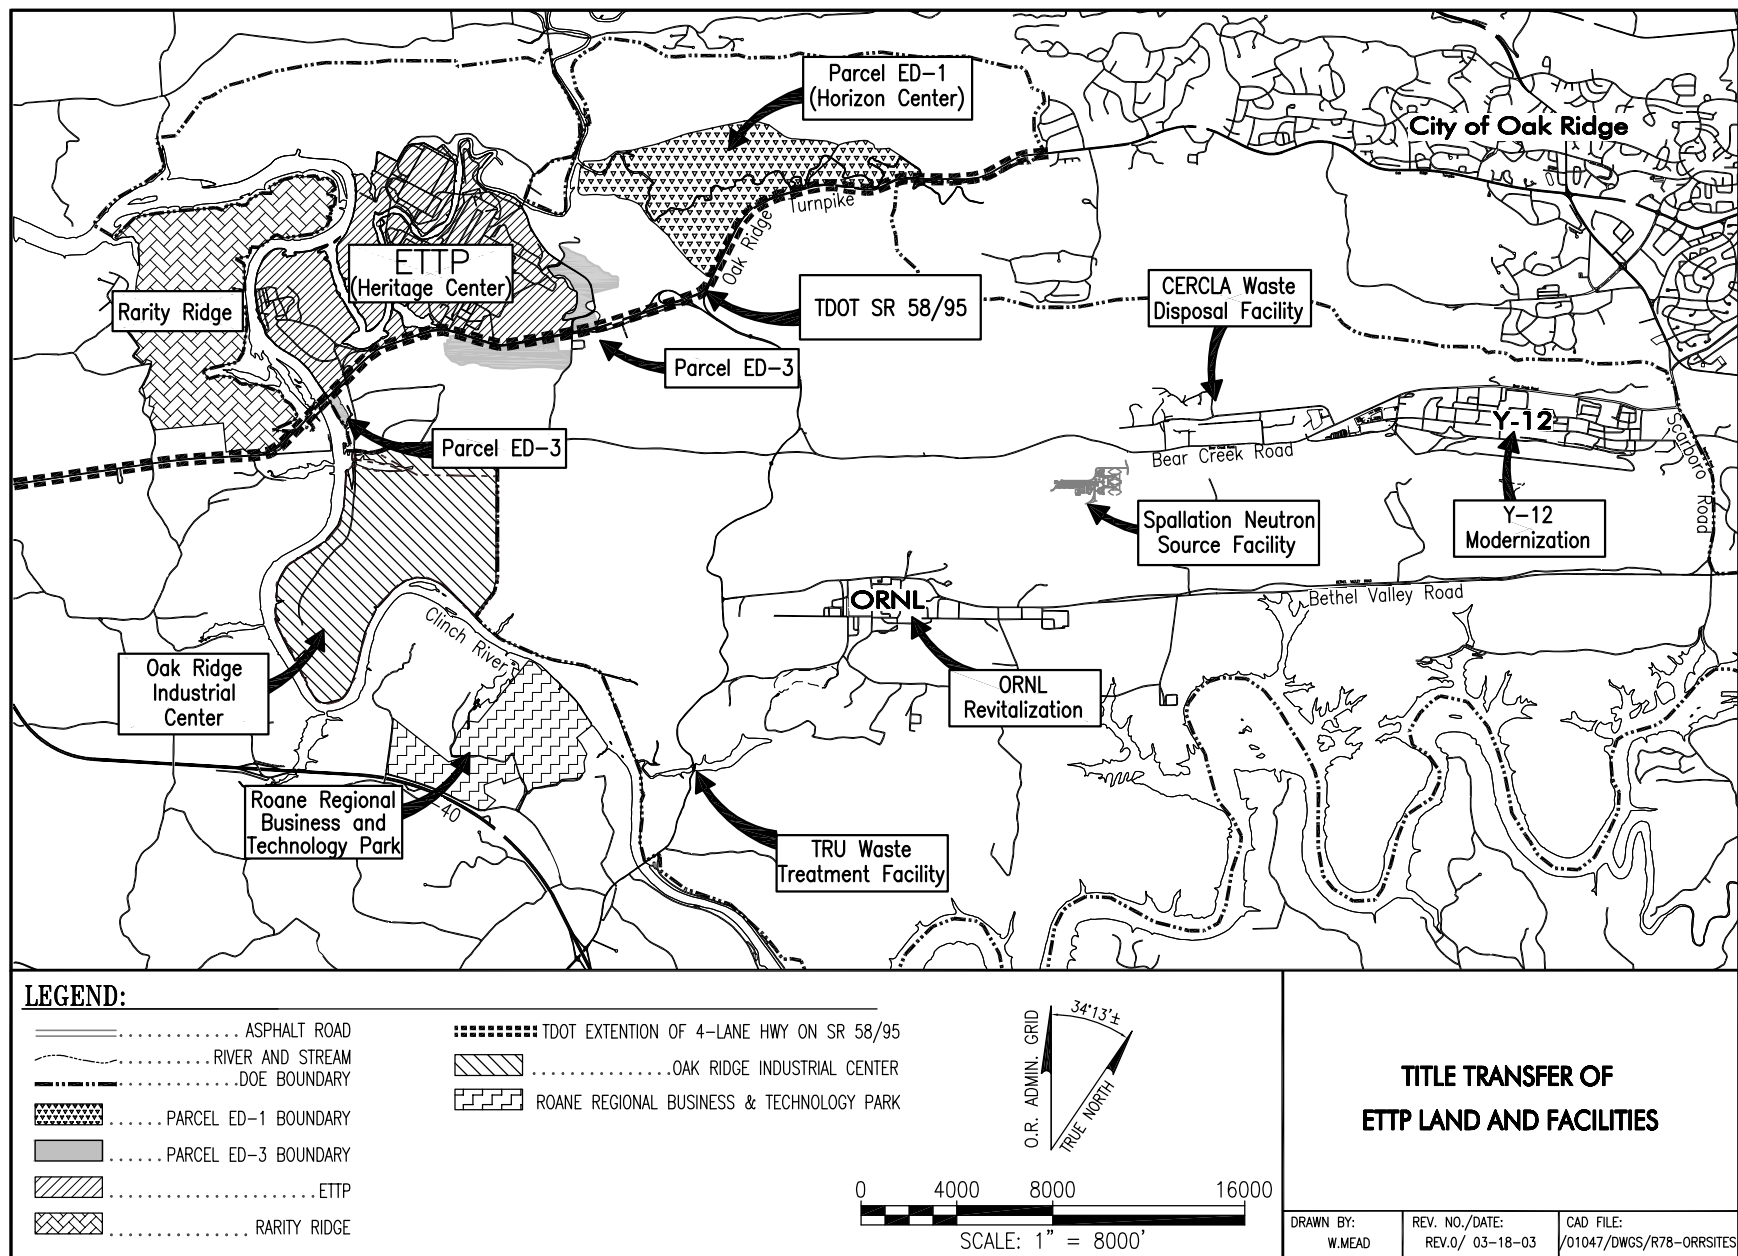 Parcel ED-1
(Horizon Center)
City of Oak Ridge
Oak Ridge Turnpike
ETTP
(Heritage Center)
Rarity Ridge
TDOT SR 58/95
CERCLA Waste
Disposal Facility
Parcel ED-3
Parcel ED-3
Y-12
Scarboro Road
Bear Creek Road
Spallation Neutron
Source Facility
Y-12
Modernization
ORNL
Bethel Valley Road
Clinch River
Oak Ridge
Industrial
Center
ORNL
Revitalization
Roane Regional
Business and
Technology Park
-40
TRU Waste
Treatment Facility
LEGEND:
ASPHALT ROAD
RIVER AND STREAM
DOE BOUNDARY
PARCEL ED-1 BOUNDARY
PARCEL ED-3 BOUNDARY
ETTP
RARITY RIDGE
TDOT EXTENTION OF 4-LANE HWY ON SR 58/95
OAK RIDGE INDUSTRIAL CENTER
ROANE REGIONAL BUSINESS & TECHNOLOGY PARK
O.R. ADMIN. GRID
34°13'±
TRUE NORTH
0 4000 8000 16000
SCALE: 1" = 8000'
TITLE TRANSFER OF
ETTP LAND AND FACILITIES
DRAWN BY:
W.MEAD
REV. NO./DATE:
REV.0/ 03-18-03
CAD FILE:
/01047/DWGS/R78-ORRSITES